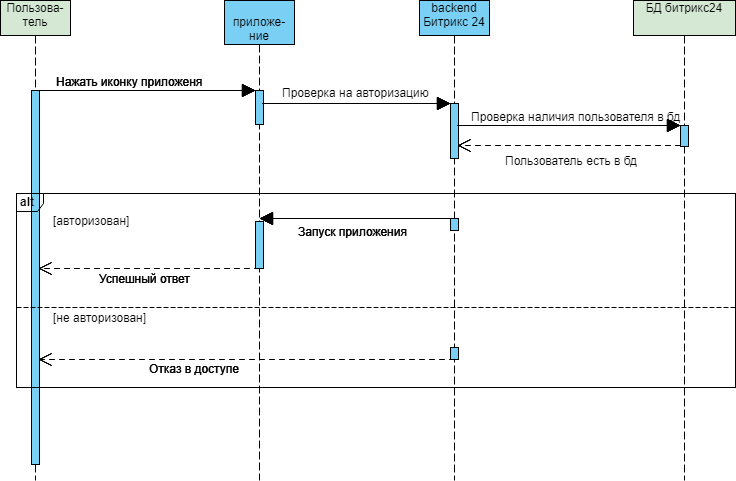 Пользова-
тель
приложе-
ние
backend
Битрикс 24
БД битрикс24
Нажать иконку приложеня
Проверка на авторизацию
Проверка наличия пользователя в бд
Пользователь есть в бд
alt
[авторизован]
Запуск приложения
Успешный ответ
[не авторизован]
Отказ в доступе